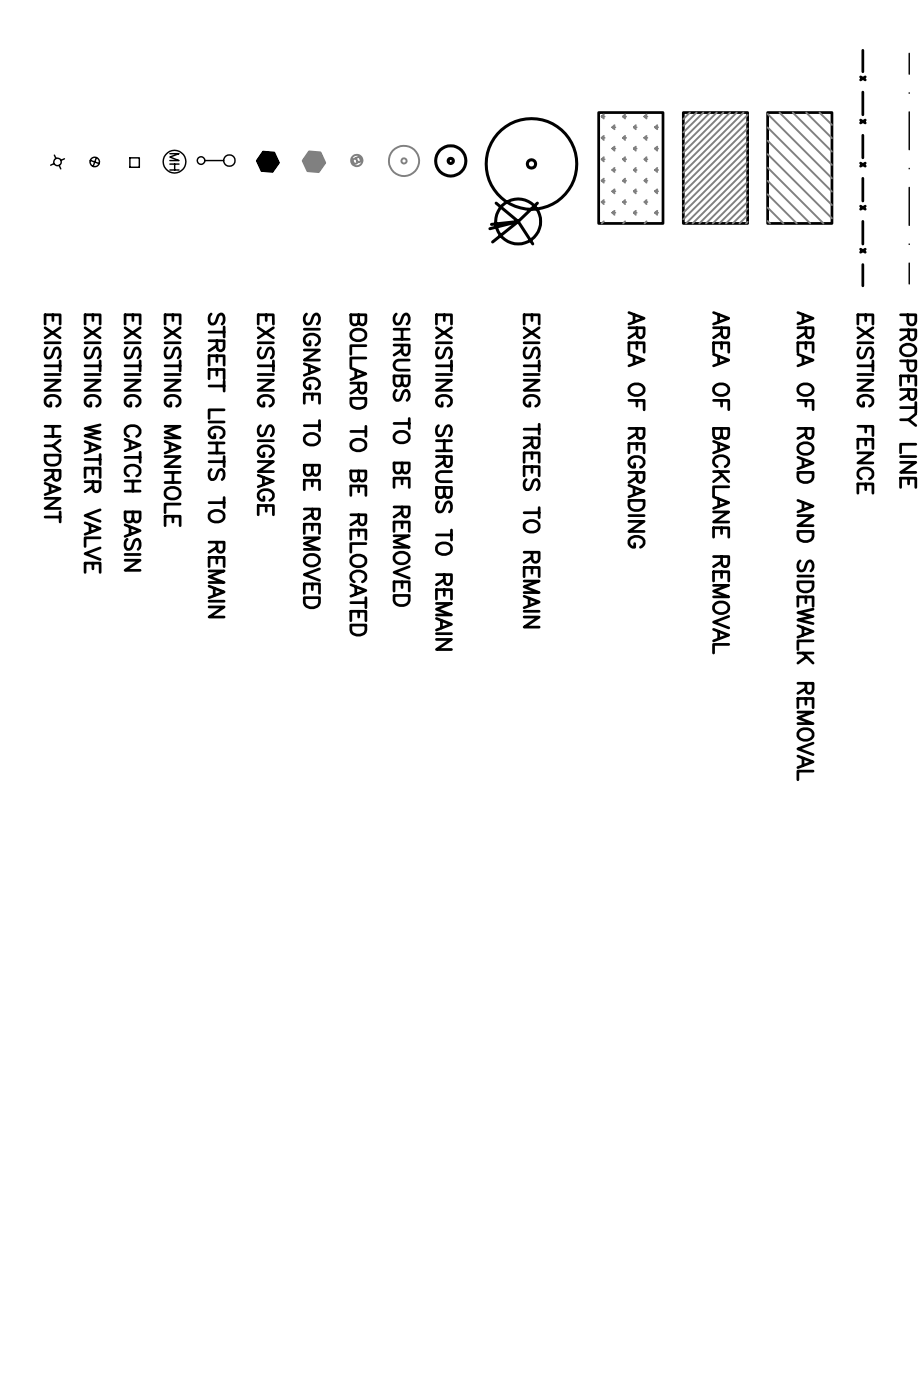 PROPERTY LINE
EXISTING FENCE
AREA OF ROAD AND SIDEWALK REMOVAL
AREA OF BACKLANE REMOVAL
AREA OF REGRADING
EXISTING TREES TO REMAIN
EXISTING SHRUBS TO REMAIN
SHRUBS TO BE REMOVED
BOLLARD TO BE RELOCATED
SIGNAGE TO BE REMOVED
EXISTING SIGNAGE
STREET LIGHTS TO REMAIN
MH EXISTING MANHOLE
EXISTING CATCH BASIN
EXISTING WATER VALVE
EXISTING HYDRANT